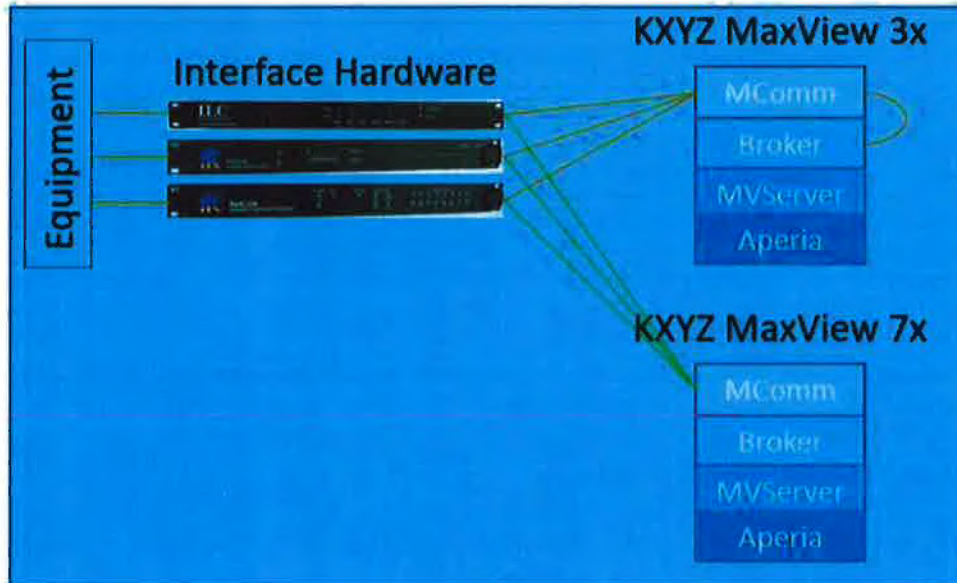 KXYZ MaxView 3x
Interface Hardware
Equipment
MComm
Broker
MVServer
Aperia
KXYZ MaxView 7x
MComm
Broker
MVServer
Aperia